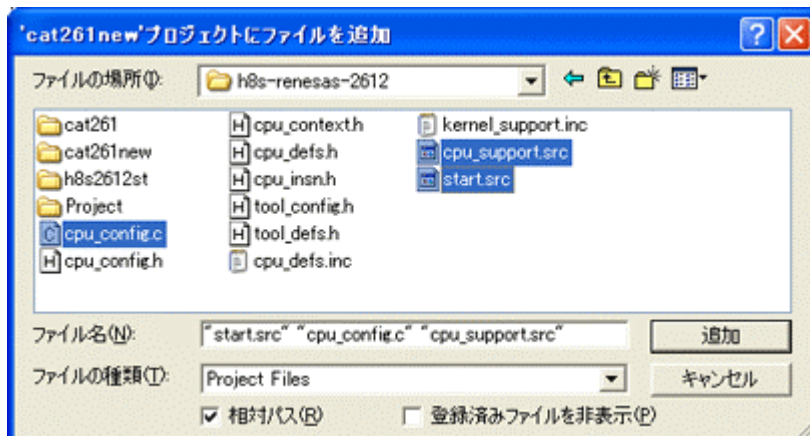 'cat261new'プロジェクトにファイルを追加
ファイルの場所(I):
h8s-renesas-2612
cat261
cat261new
h8s2612st
Project
cpu_config.c
cpu_config.h
cpu_context.h
cpu_defs.h
cpu_insn.h
tool_config.h
tool_defs.h
cpu_defs.inc
kernel_support.inc
cpu_support.src
start.src
ファイル名(N):
"start.src" "cpu_config.c" "cpu_support.src"
追加
ファイルの種類(T):
Project Files
キャンセル
相対パス(R)
登録済みファイルを非表示(P)